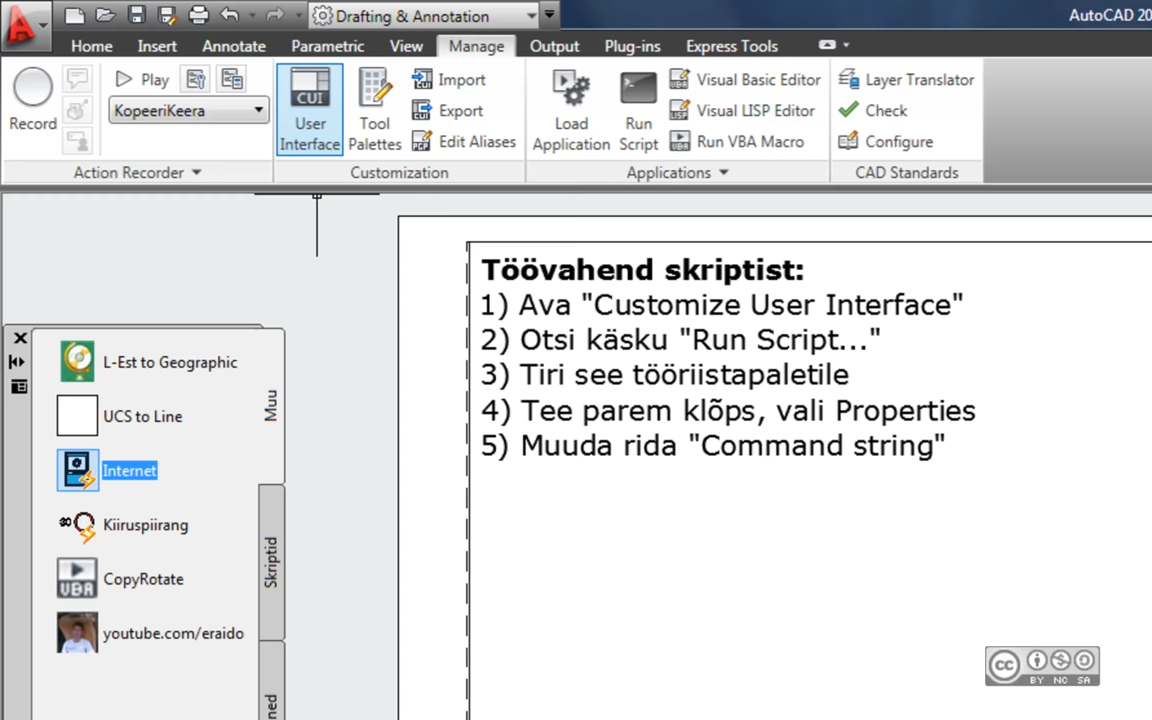 Drafting & Annotation
AutoCAD 20
Home Insert Annotate Parametric View Manage Output Plug-ins Express Tools
Record
Play
KopeeriKeera
Action Recorder
CUI
User
Interface
Tool
Palettes
Import
Export
Edit Aliases
Customization
Load
Application
Run
Script
Visual Basic Editor
Visual LISP Editor
Run VBA Macro
Applications
Layer Translator
Check
Configure
CAD Standards
Töövahend skriptist:
1) Ava "Customize User Interface"
2) Otsi käsku "Run Script..."
3) Tiri see tööriistapaletile
4) Tee parem klõps, vali Properties
5) Muuda rida "Command string"
L-Est to Geographic
UCS to Line
Internet
Kiiruspiirang
VBA
CopyRotate
youtube.com/eraido
Muu
Skriptid
ned
cc
BY NC SA